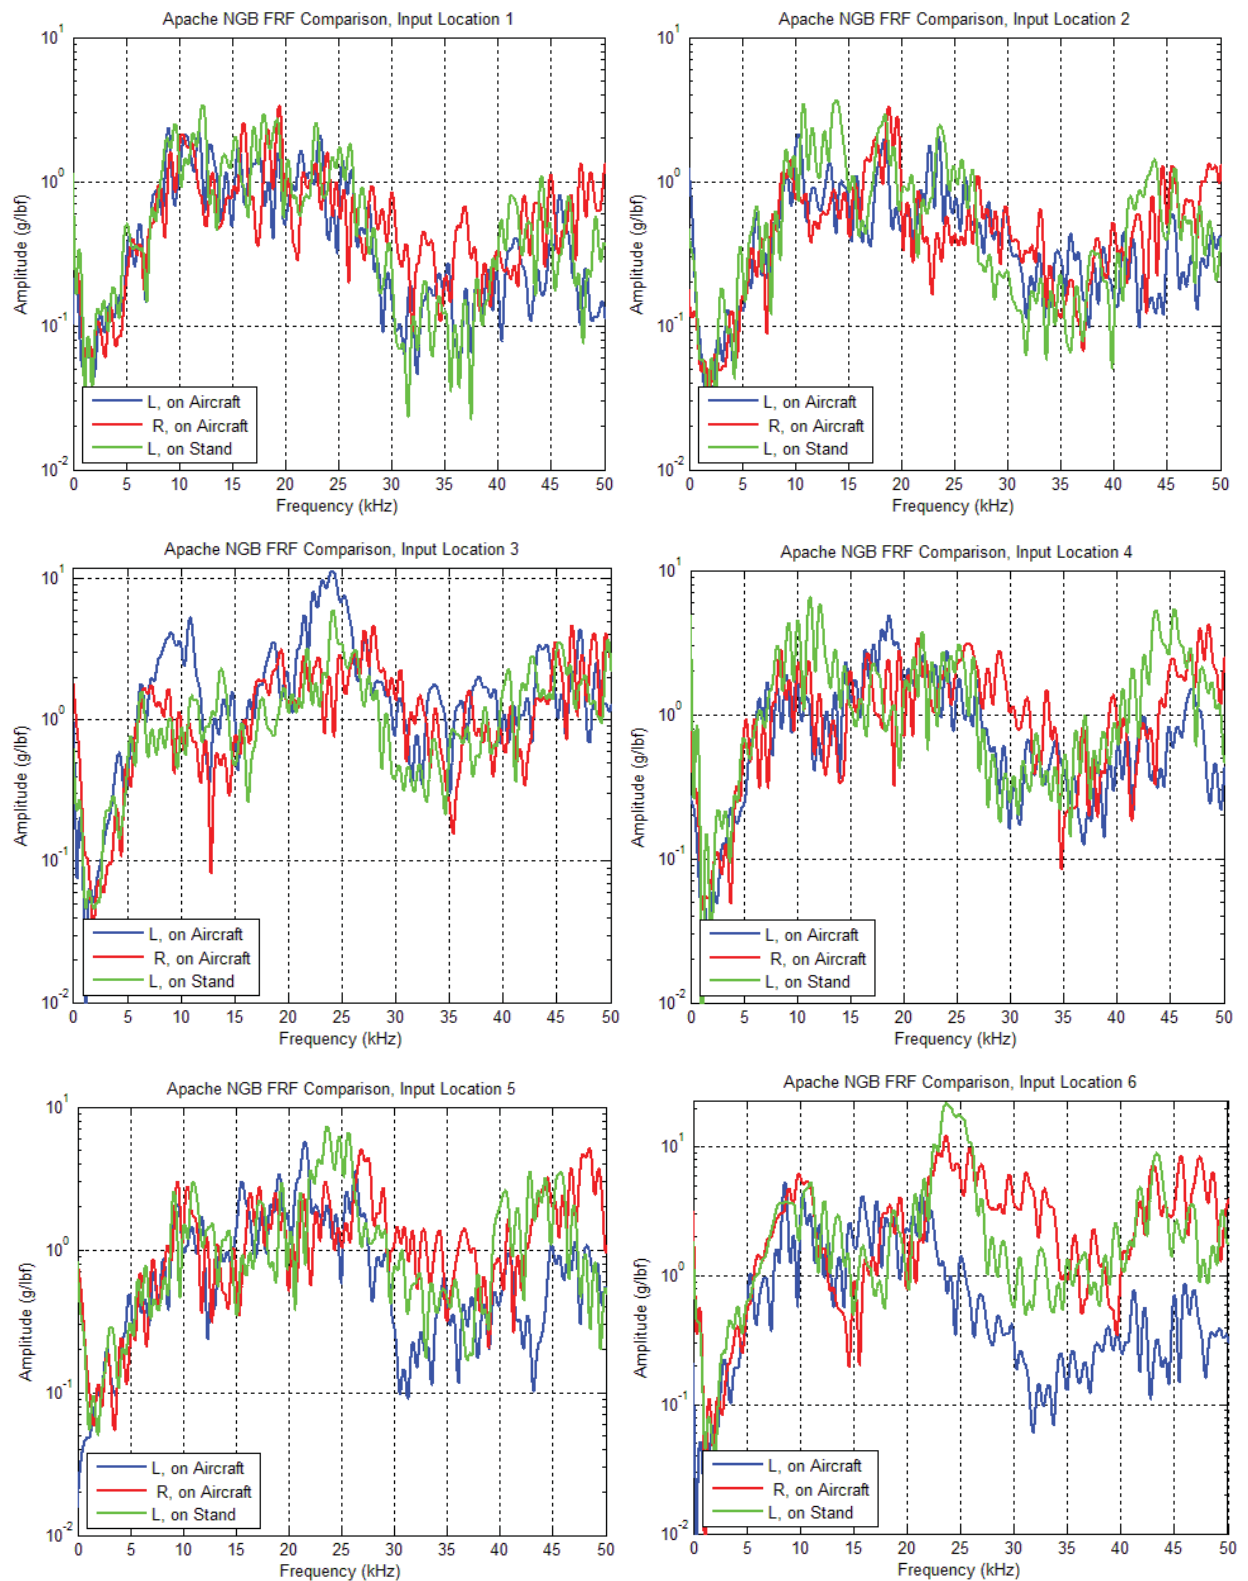 Apache NGB FRF Comparison, Input Location 1
10^1
10^0
10^-1
10^-2
Amplitude (g/lbf)
L, on Aircraft
R, on Aircraft
L, on Stand
0 5 10 15 20 25 30 35 40 45 50
Frequency (kHz)
Apache NGB FRF Comparison, Input Location 2
10^1
10^0
10^-1
10^-2
Amplitude (g/lbf)
L, on Aircraft
R, on Aircraft
L, on Stand
0 5 10 15 20 25 30 35 40 45 50
Frequency (kHz)
Apache NGB FRF Comparison, Input Location 3
10^1
10^0
10^-1
10^-2
Amplitude (g/lbf)
L, on Aircraft
R, on Aircraft
L, on Stand
0 5 10 15 20 25 30 35 40 45 50
Frequency (kHz)
Apache NGB FRF Comparison, Input Location 4
10^1
10^0
10^-1
10^-2
Amplitude (g/lbf)
L, on Aircraft
R, on Aircraft
L, on Stand
0 5 10 15 20 25 30 35 40 45 50
Frequency (kHz)
Apache NGB FRF Comparison, Input Location 5
10^1
10^0
10^-1
10^-2
Amplitude (g/lbf)
L, on Aircraft
R, on Aircraft
L, on Stand
0 5 10 15 20 25 30 35 40 45 50
Frequency (kHz)
Apache NGB FRF Comparison, Input Location 6
10^1
10^0
10^-1
10^-2
Amplitude (g/lbf)
L, on Aircraft
R, on Aircraft
L, on Stand
0 5 10 15 20 25 30 35 40 45 50
Frequency (kHz)